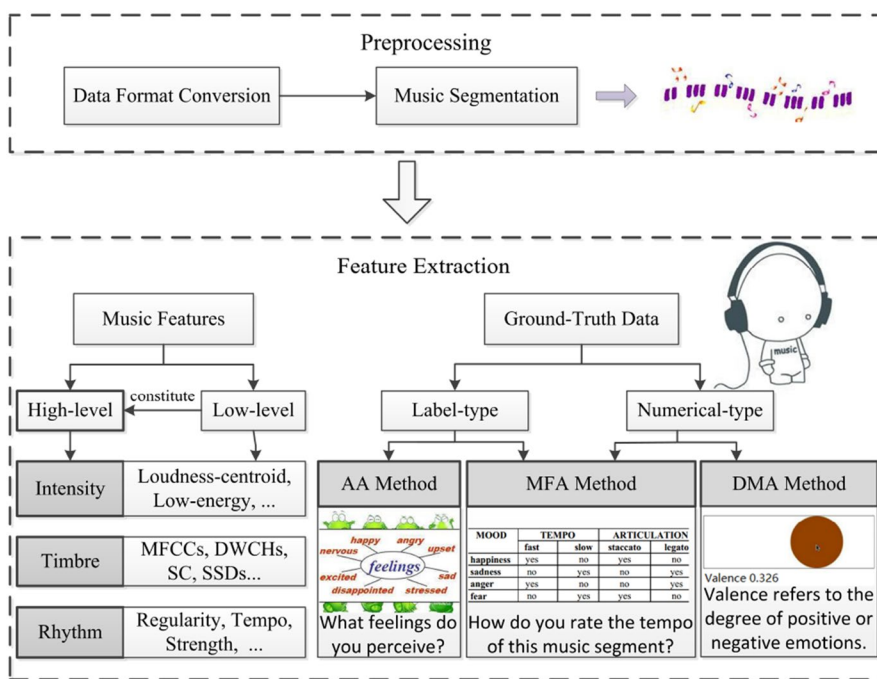 Preprocessing
Data Format Conversion
Music Segmentation
Feature Extraction
Music Features
Ground-Truth Data
music
High-level
constitute
Low-level
Label-type
Numerical-type
Intensity
Loudness-centroid,
Low-energy, ...
Timbre
MFCCs, DWCHs,
SC, SSDs...
Rhythm
Regularity, Tempo,
Strength, ...
AA Method
happy
angry
nervous
upset
feelings
excited
sad
disappointed
stressed
What feelings do
you perceive?
MFA Method
MOOD TEMPO ARTICULATION
fast slow staccato legato
happiness yes no yes no
sadness no yes no yes
anger yes no no yes
fear no yes yes no
How do you rate the tempo
of this music segment?
DMA Method
Valence 0.326
Valence refers to the
degree of positive or
negative emotions.